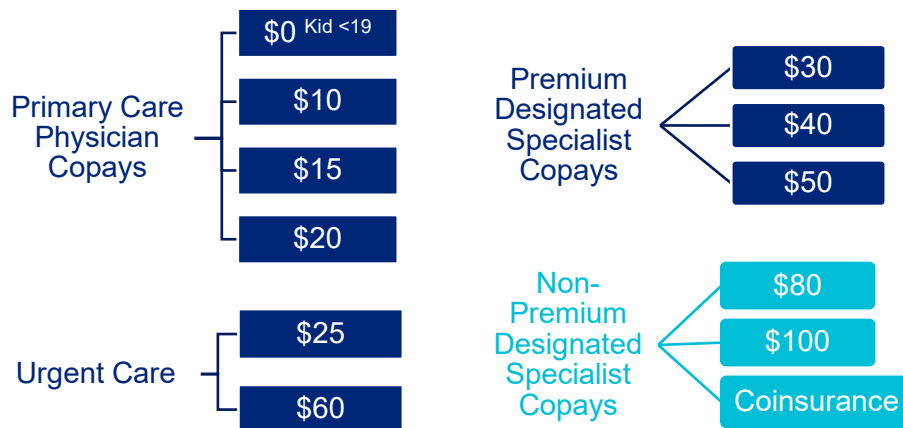 Primary Care
Physician
Copays
$0 Kid <19
$10
$15
$20
Urgent Care
$25
$60
Premium
Designated
Specialist
Copays
$30
$40
$50
Non-
Premium
Designated
Specialist
Copays
$80
$100
Coinsurance